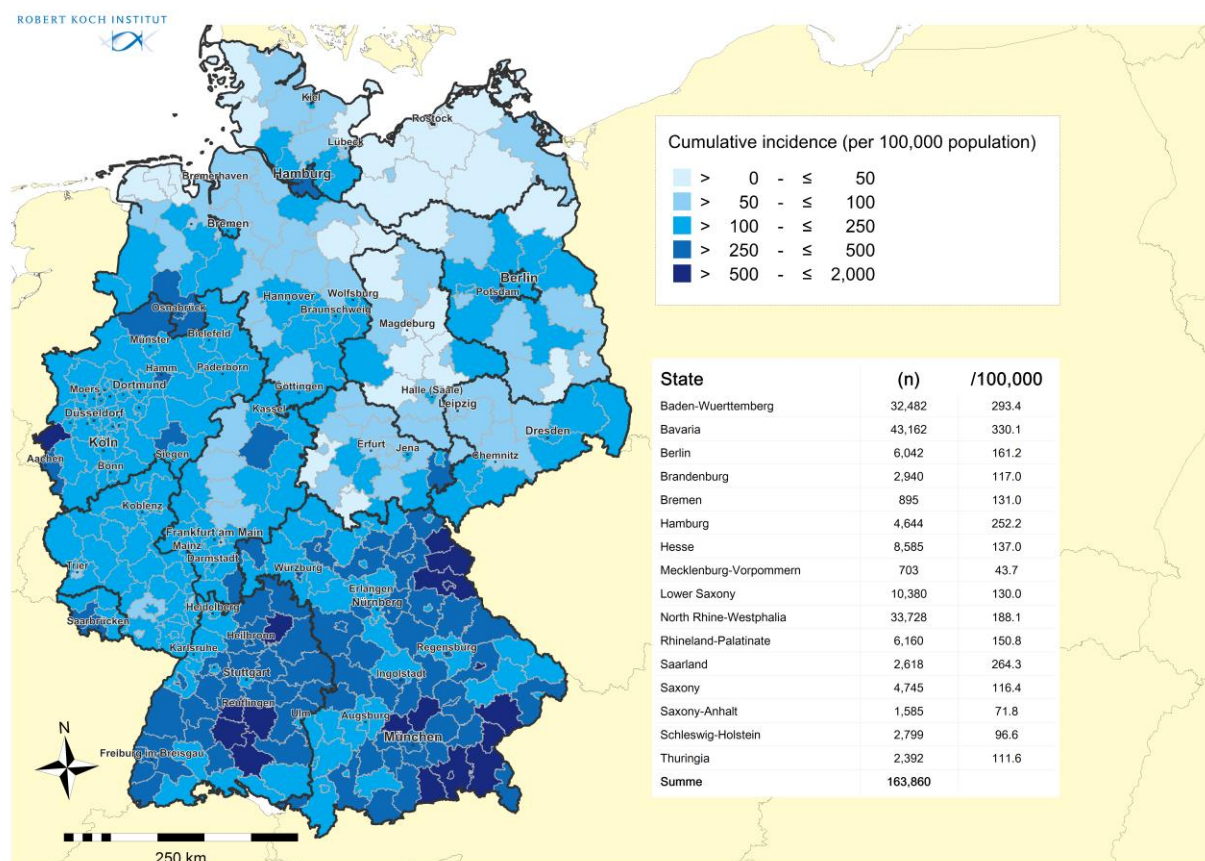 ROBERT KOCH INSTITUT
Kiel
Rostock
Lübeck
Hamburg
Bremerhaven
Bremen
Berlin
Potsdam
Hannover
Wolfsburg
Braunschweig
Osnabrück
Bielefeld
Magdeburg
Münster
Hamm
Paderborn
Göttingen
Halle (Saale)
Leipzig
Moers
Dortmund
Düsseldorf
Kassel
Köln
Dresden
Erfurt
Jena
Chemnitz
Aachen
Bonn
Siegen
Koblenz
Frankfurt am Main
Mainz
Darmstadt
Trier
Würzburg
Erlangen
Nürnberg
Heidelberg
Saarbrücken
Heilbronn
Karlsruhe
Regensburg
Stuttgart
Ingolstadt
Reutlingen
Ulm
Augsburg
München
Freiburg im Breisgau
N
250 km
Cumulative incidence (per 100,000 population)
> 0 - ≤ 50
> 50 - ≤ 100
> 100 - ≤ 250
> 250 - ≤ 500
> 500 - ≤ 2,000
State (n) /100,000
Baden-Wuerttemberg 32,482 293.4
Bavaria 43,162 330.1
Berlin 6,042 161.2
Brandenburg 2,940 117.0
Bremen 895 131.0
Hamburg 4,644 252.2
Hesse 8,585 137.0
Mecklenburg-Vorpommern 703 43.7
Lower Saxony 10,380 130.0
North Rhine-Westphalia 33,728 188.1
Rhineland-Palatinate 6,160 150.8
Saarland 2,618 264.3
Saxony 4,745 116.4
Saxony-Anhalt 1,585 71.8
Schleswig-Holstein 2,799 96.6
Thuringia 2,392 111.6
Summe 163,860